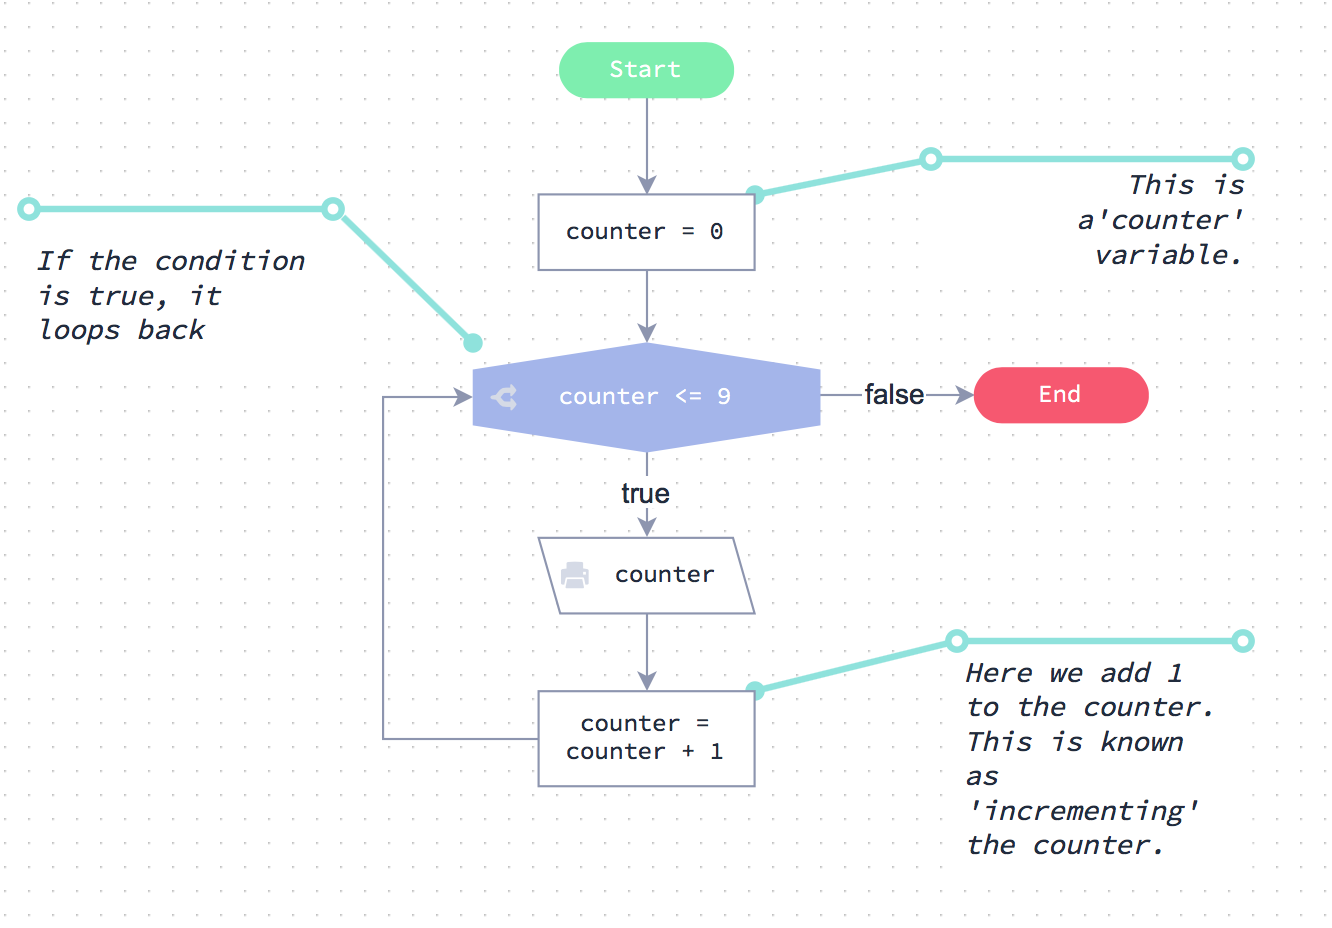 Start
This is
a'counter'
variable.
counter = 0
If the condition
is true, it
loops back
counter <= 9
false
End
true
counter
Here we add 1
to the counter.
This is known
as
'incrementing'
the counter.
counter =
counter + 1